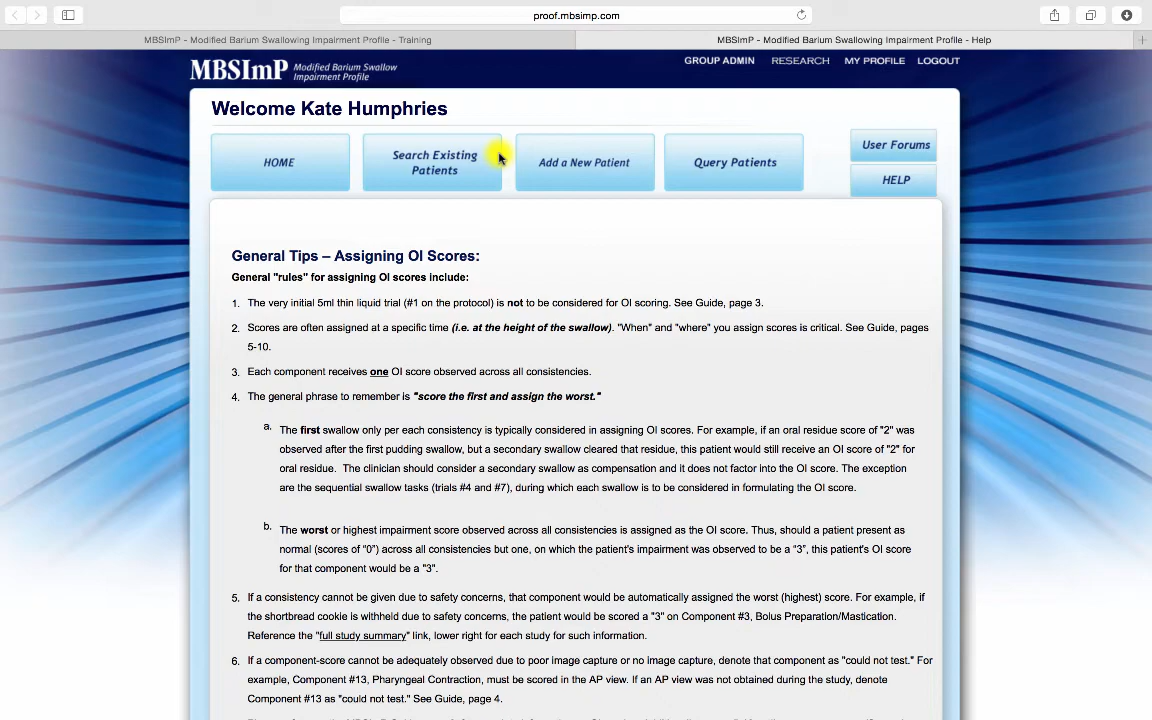 proof.mbsimp.com
MBSImP - Modified Barium Swallowing Impairment Profile - Training
MBSImP - Modified Barium Swallowing Impairment Profile - Help
MBSImP Modified Barium Swallow
Impairment Profile
GROUP ADMIN RESEARCH MY PROFILE LOGOUT
Welcome Kate Humphries
HOME
Search Existing
Patients
Add a New Patient
Query Patients
User Forums
HELP
General Tips – Assigning OI Scores:
General "rules" for assigning OI scores include:
1. The very initial 5ml thin liquid trial (#1 on the protocol) is not to be considered for OI scoring. See Guide, page 3.
2. Scores are often assigned at a specific time (i.e. at the height of the swallow). "When" and "where" you assign scores is critical. See Guide, pages
5-10.
3. Each component receives one OI score observed across all consistencies.
4. The general phrase to remember is "score the first and assign the worst."
a. The first swallow only per each consistency is typically considered in assigning OI scores. For example, if an oral residue score of "2" was
observed after the first pudding swallow, but a secondary swallow cleared that residue, this patient would still receive an OI score of "2" for
oral residue. The clinician should consider a secondary swallow as compensation and it does not factor into the OI score. The exception
are the sequential swallow tasks (trials #4 and #7), during which each swallow is to be considered in formulating the OI score.
b. The worst or highest impairment score observed across all consistencies is assigned as the OI score. Thus, should a patient present as
normal (scores of "0") across all consistencies but one, on which the patient's impairment was observed to be a "3", this patient's OI score
for that component would be a "3".
5. If a consistency cannot be given due to safety concerns, that component would be automatically assigned the worst (highest) score. For example, if
the shortbread cookie is withheld due to safety concerns, the patient would be scored a "3" on Component #3, Bolus Preparation/Mastication.
Reference the "full study summary" link, lower right for each study for such information.
6. If a component-score cannot be adequately observed due to poor image capture or no image capture, denote that component as "could not test." For
example, Component #13, Pharyngeal Contraction, must be scored in the AP view. If an AP view was not obtained during the study, denote
Component #13 as "could not test." See Guide, page 4.